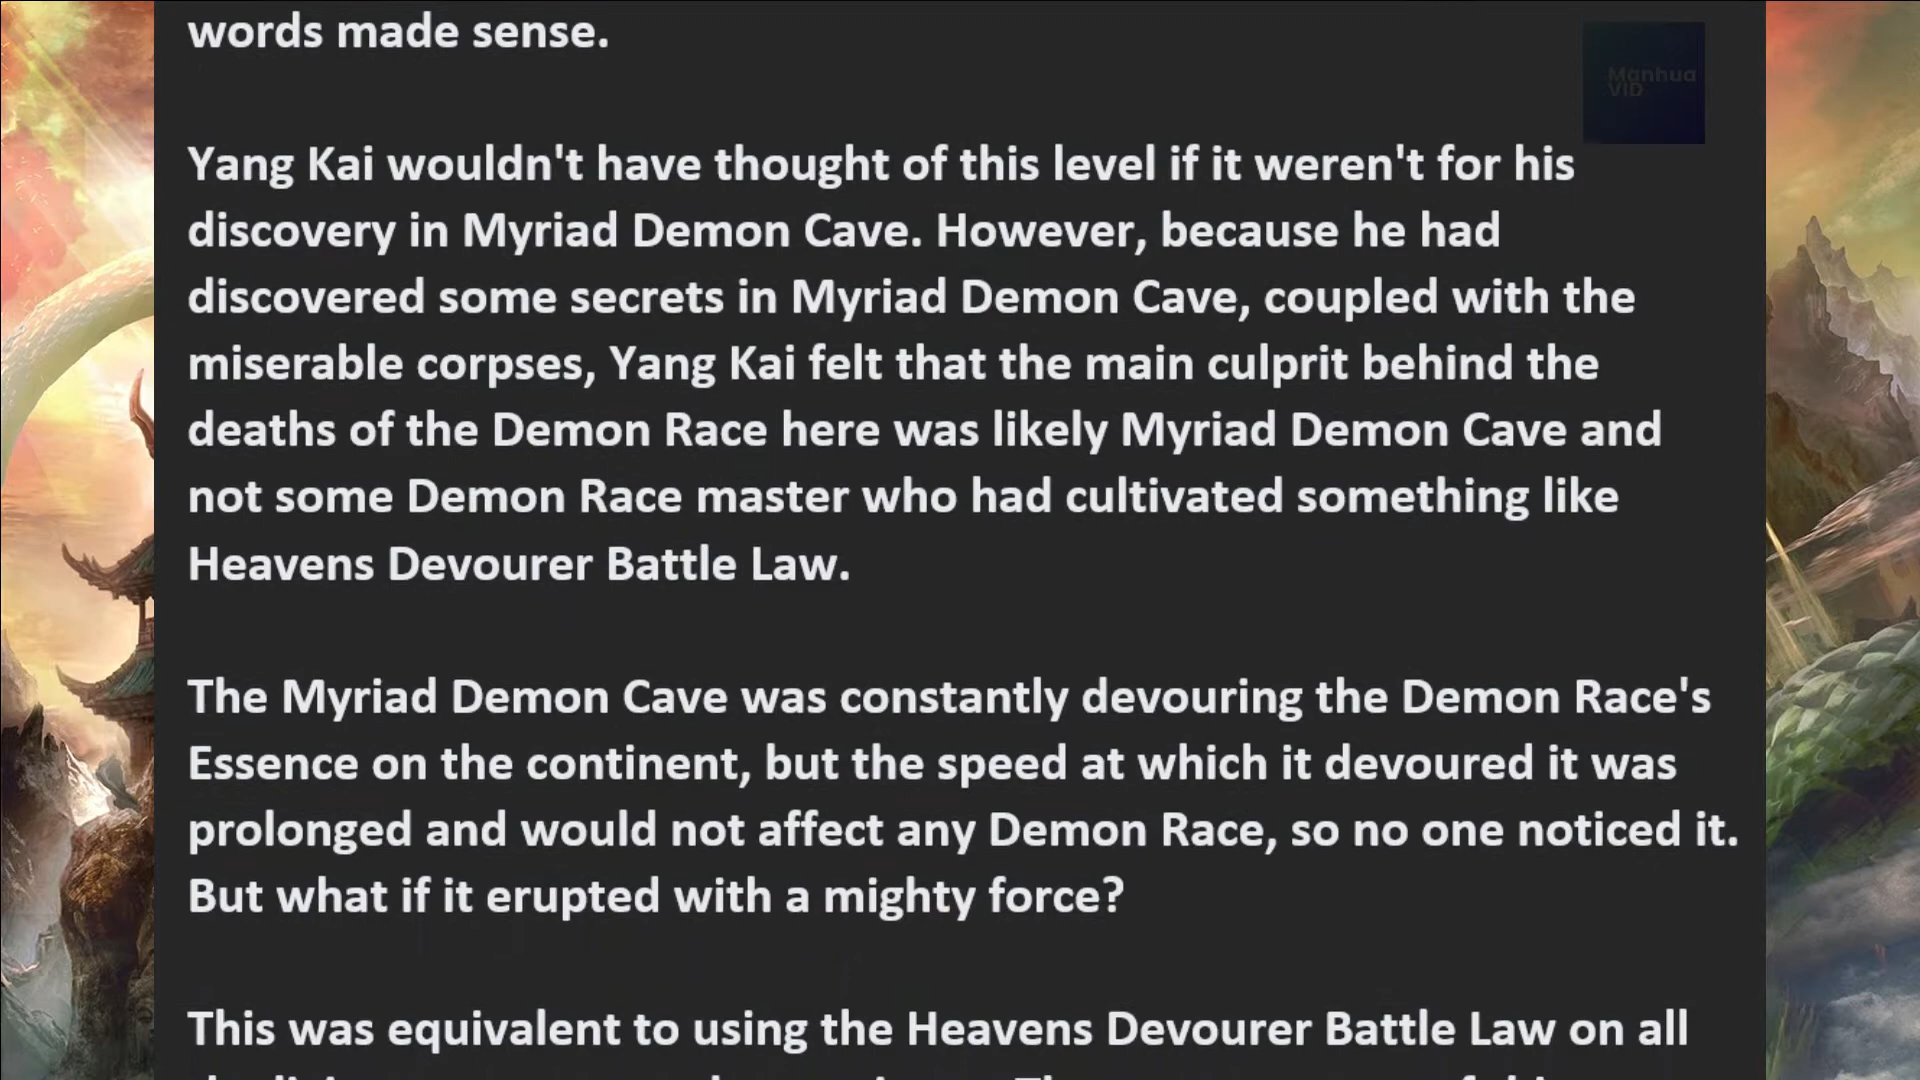 words made sense.
Manhua
VID
Yang Kai wouldn't have thought of this level if it weren't for his
discovery in Myriad Demon Cave. However, because he had
discovered some secrets in Myriad Demon Cave, coupled with the
miserable corpses, Yang Kai felt that the main culprit behind the
deaths of the Demon Race here was likely Myriad Demon Cave and
not some Demon Race master who had cultivated something like
Heavens Devourer Battle Law.
The Myriad Demon Cave was constantly devouring the Demon Race's
Essence on the continent, but the speed at which it devoured it was
prolonged and would not affect any Demon Race, so no one noticed it.
But what if it erupted with a mighty force?
This was equivalent to using the Heavens Devourer Battle Law on all